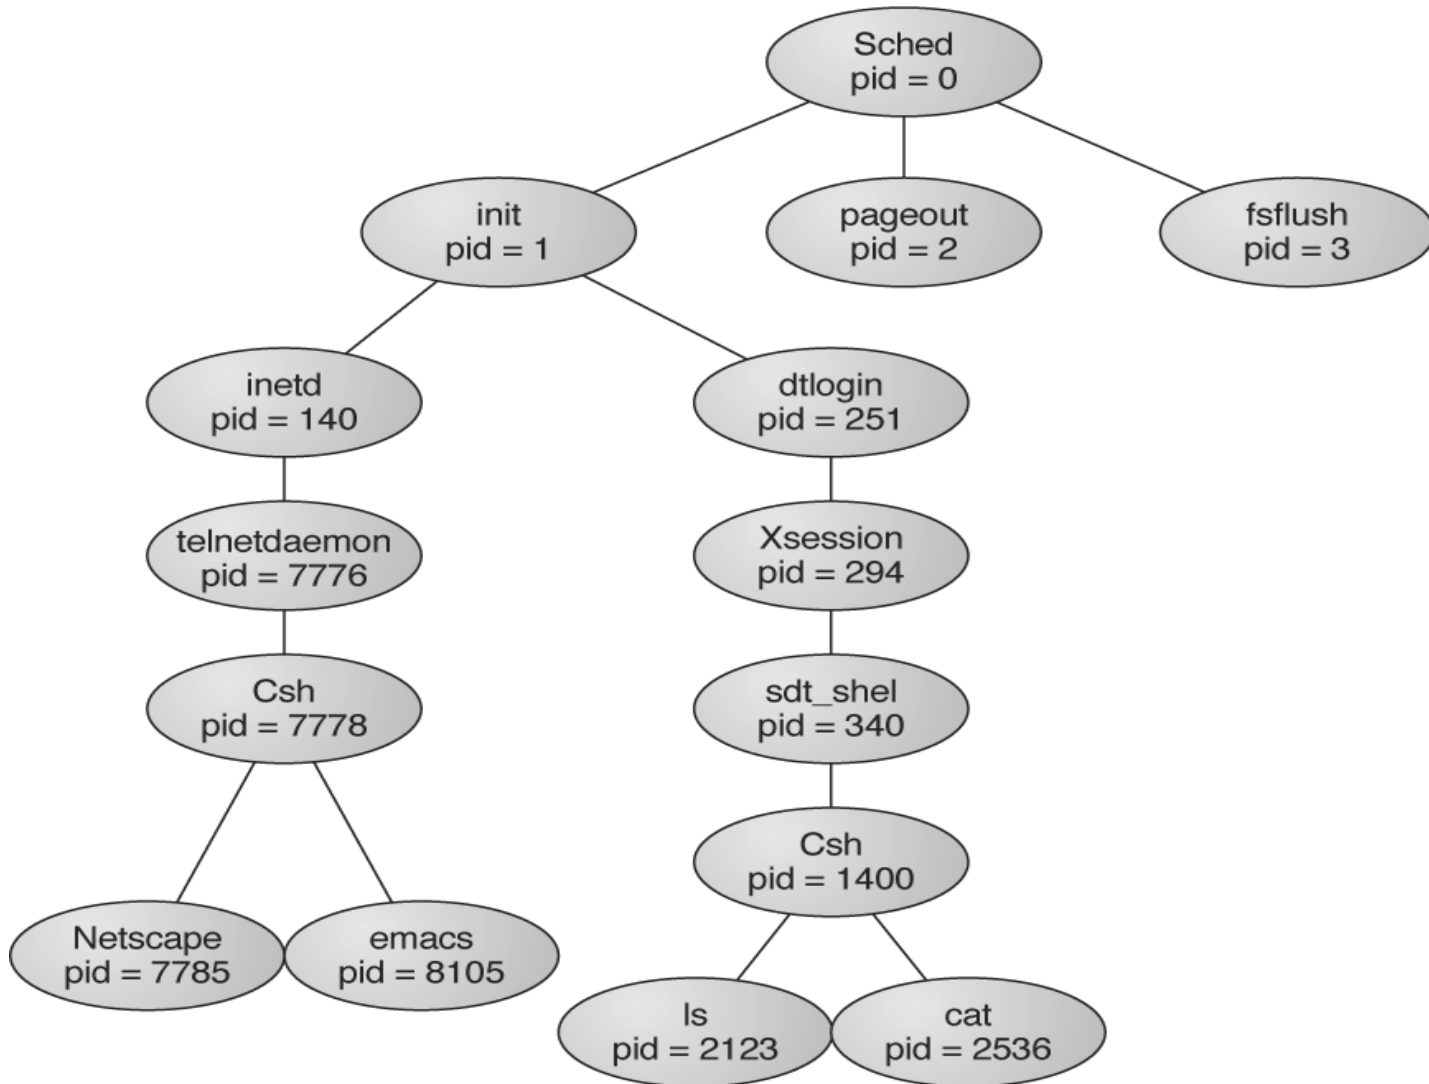 Sched
pid = 0
init
pid = 1
pageout
pid = 2
fsflush
pid = 3
inetd
pid = 140
dtlogin
pid = 251
telnetdaemon
pid = 7776
Xsession
pid = 294
Csh
pid = 7778
sdt_shel
pid = 340
Csh
pid = 1400
Netscape
pid = 7785
emacs
pid = 8105
ls
pid = 2123
cat
pid = 2536